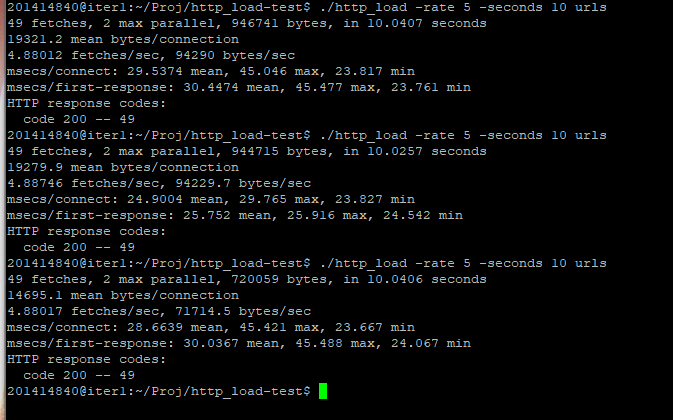 201414840@iter1:~/Proj/http_load-test$ ./http_load -rate 5 -seconds 10 urls
49 fetches, 2 max parallel, 946741 bytes, in 10.0407 seconds
19321.2 mean bytes/connection
4.88012 fetches/sec, 94290 bytes/sec
msecs/connect: 29.5374 mean, 45.046 max, 23.817 min
msecs/first-response: 30.4474 mean, 45.477 max, 23.761 min
HTTP response codes:
  code 200 -- 49
201414840@iter1:~/Proj/http_load-test$ ./http_load -rate 5 -seconds 10 urls
49 fetches, 2 max parallel, 944715 bytes, in 10.0257 seconds
19279.9 mean bytes/connection
4.88746 fetches/sec, 94229.7 bytes/sec
msecs/connect: 24.9004 mean, 29.765 max, 23.827 min
msecs/first-response: 25.752 mean, 25.916 max, 24.542 min
HTTP response codes:
  code 200 -- 49
201414840@iter1:~/Proj/http_load-test$ ./http_load -rate 5 -seconds 10 urls
49 fetches, 2 max parallel, 720059 bytes, in 10.0406 seconds
14695.1 mean bytes/connection
4.88017 fetches/sec, 71714.5 bytes/sec
msecs/connect: 28.6639 mean, 45.421 max, 23.667 min
msecs/first-response: 30.0367 mean, 45.488 max, 24.067 min
HTTP response codes:
  code 200 -- 49
201414840@iter1:~/Proj/http_load-test$